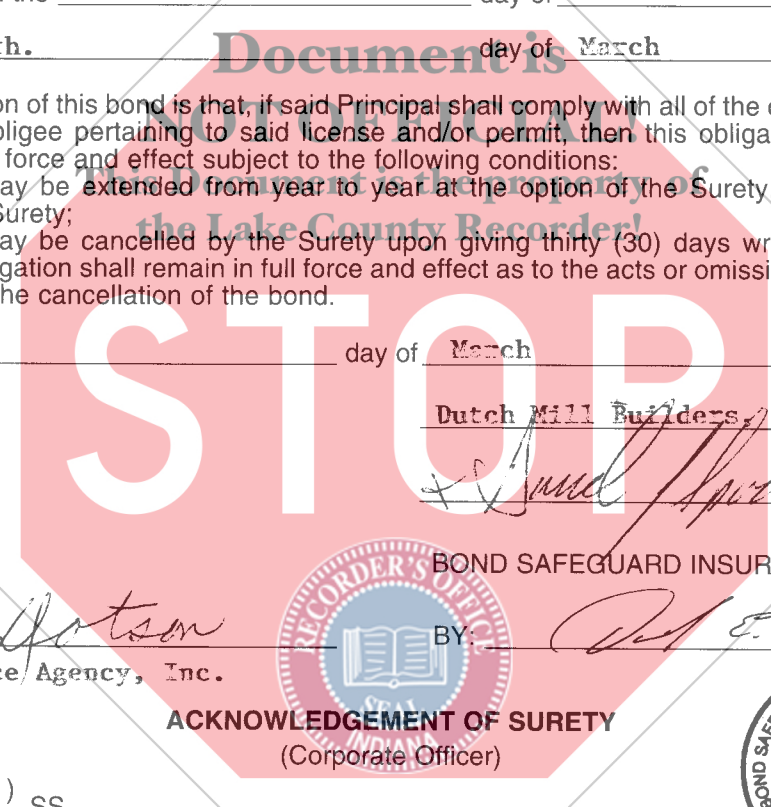 day of
th. day of March
Document is
on of this bond is that, if said Principal shall comply with all of the
NOT OFFICIAL!
bligee pertaining to said license and/or permit, then this obliga
force and effect subject to the following conditions:
This Document is the property of
ay be extended from year to year at the option of the Surety
Surety;
the Lake County Recorder!
ay be cancelled by the Surety upon giving thirty (30) days wr
gation shall remain in full force and effect as to the acts or omissi
he cancellation of the bond.
STOP
day of March
Dutch Mill Builders,
BOND SAFEGUARD INSUR
RECORDER'S OFFICE
Dotson
BY: E.
ce Agency, Inc.
SEAL
INDIANA
ACKNOWLEDGEMENT OF SURETY
(Corporate Officer)
BOND SAFE
) SS